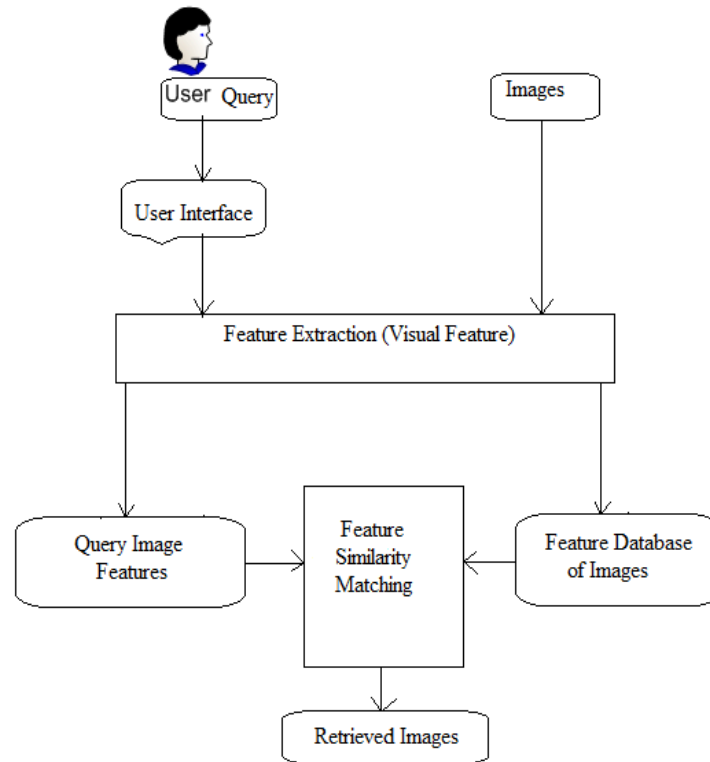 User Query
Images
User Interface
Feature Extraction (Visual Feature)
Query Image
Features
Feature
Similarity
Matching
Feature Database
of Images
Retrieved Images